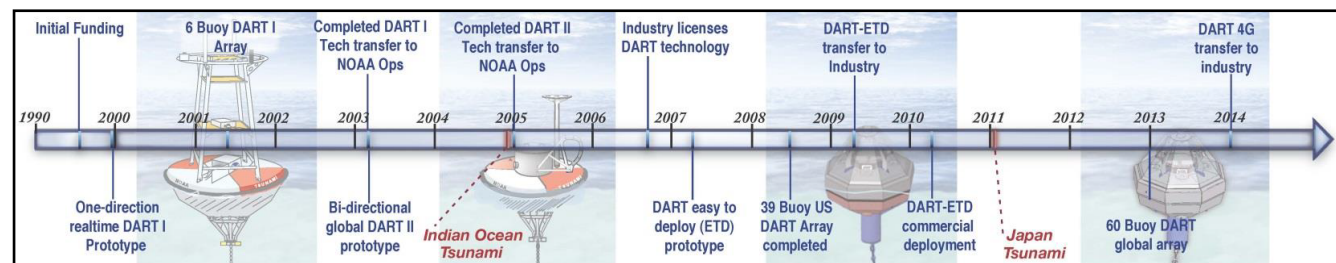 Initial Funding
6 Buoy DART I
Array
Completed DART I
Tech transfer to
NOAA Ops
Completed DART II
Tech transfer to
NOAA Ops
Industry licenses
DART technology
DART-ETD
transfer to
Industry
DART 4G
transfer to
industry
1990 2000 2001 2002 2003 2004 2005 2006 2007 2008 2009 2010 2011 2012 2013 2014
NOAA TSUNAMI
NOAA TSUNAMI
One-direction
realtime DART I
Prototype
Bi-directional
global DART II
prototype
Indian Ocean
Tsunami
DART easy to
deploy (ETD)
prototype
39 Buoy US
DART Array
completed
DART-ETD
commercial
deployment
Japan
Tsunami
60 Buoy DART
global array